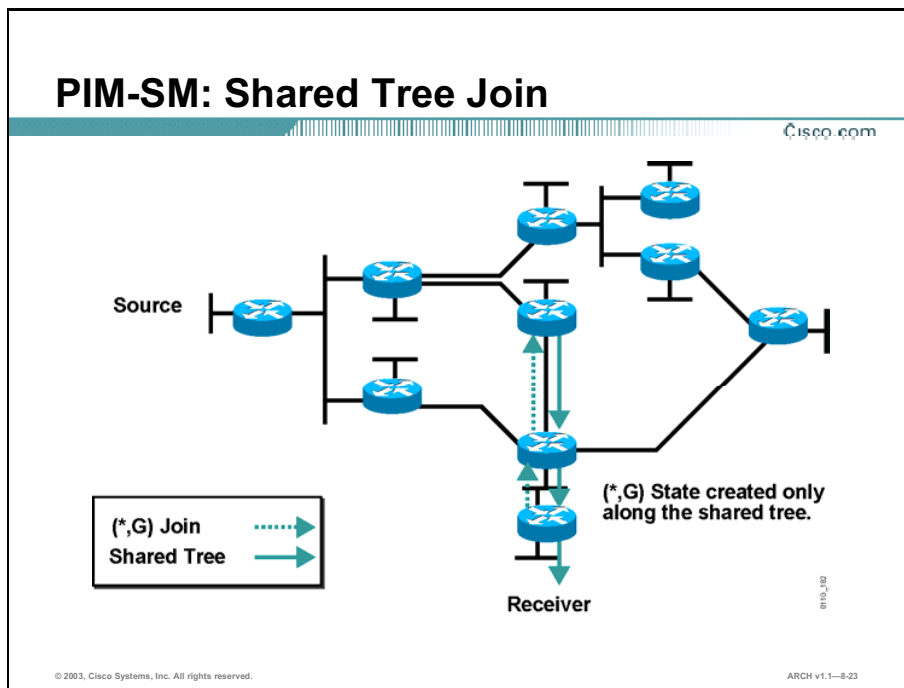 PIM-SM: Shared Tree Join
Cisco.com
Source
(*,G) State created only
along the shared tree.
(*,G) Join
Shared Tree
Receiver
011G_182
© 2003, Cisco Systems, Inc. All rights reserved.
ARCH v1.1—8-23